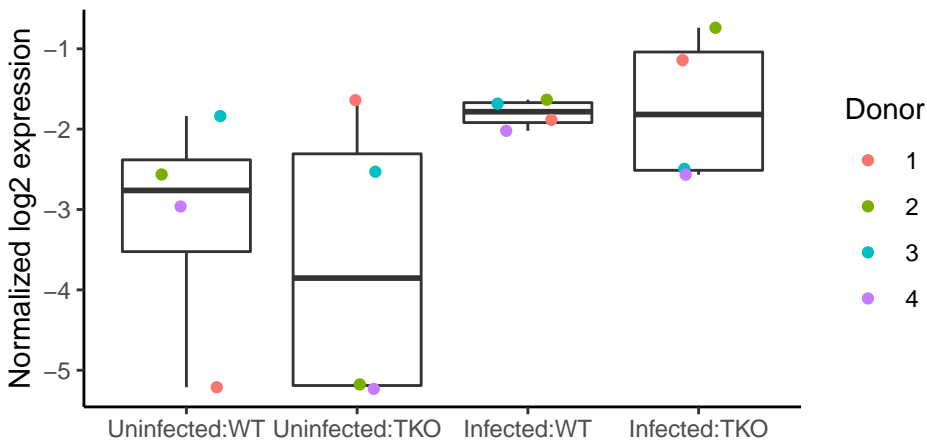 Normalized log2 expression
−1
−2
−3
−4
−5
Uninfected:WT
Uninfected:TKO
Infected:WT
Infected:TKO
Donor
1
2
3
4